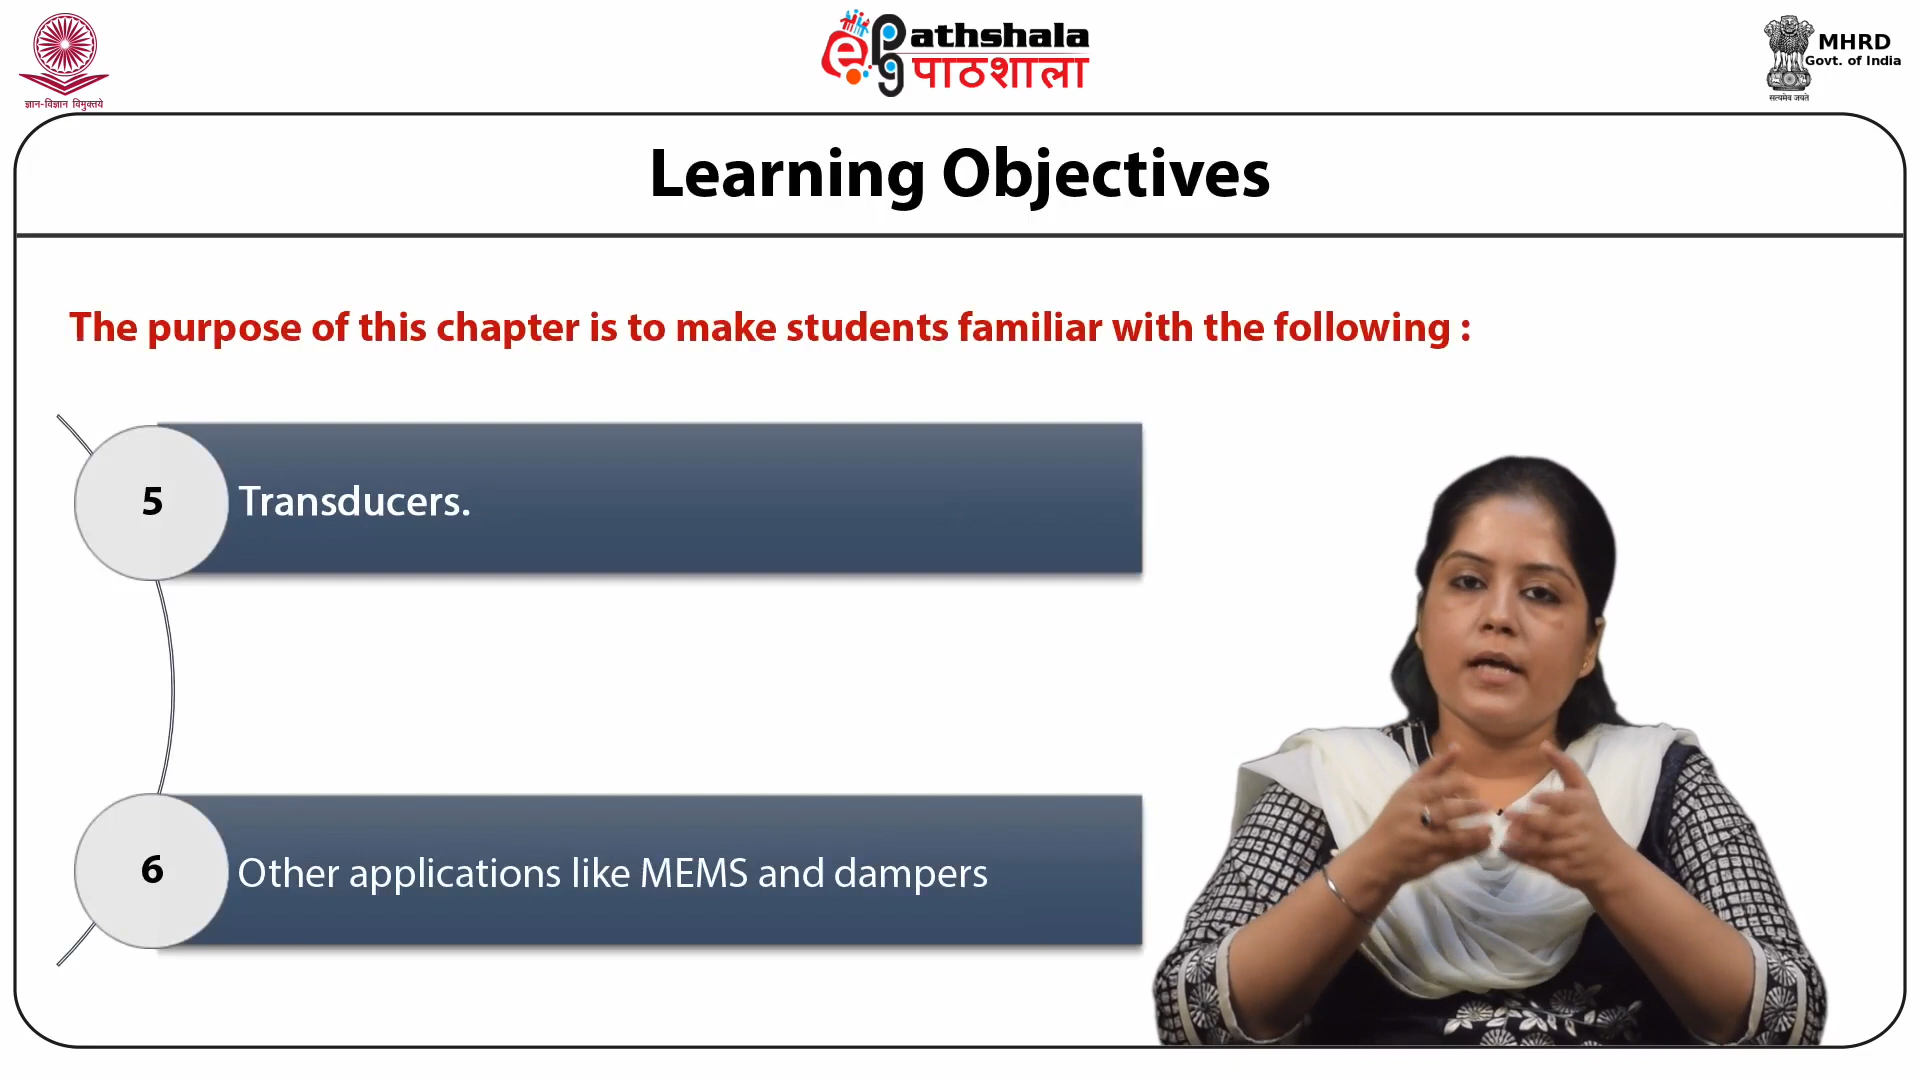 ज्ञान-विज्ञान विमुक्तये
ePathshala
पाठशाला
MHRD
Govt. of India
सत्यमेव जयते
Learning Objectives
The purpose of this chapter is to make students familiar with the following :
5 Transducers.
6 Other applications like MEMS and dampers